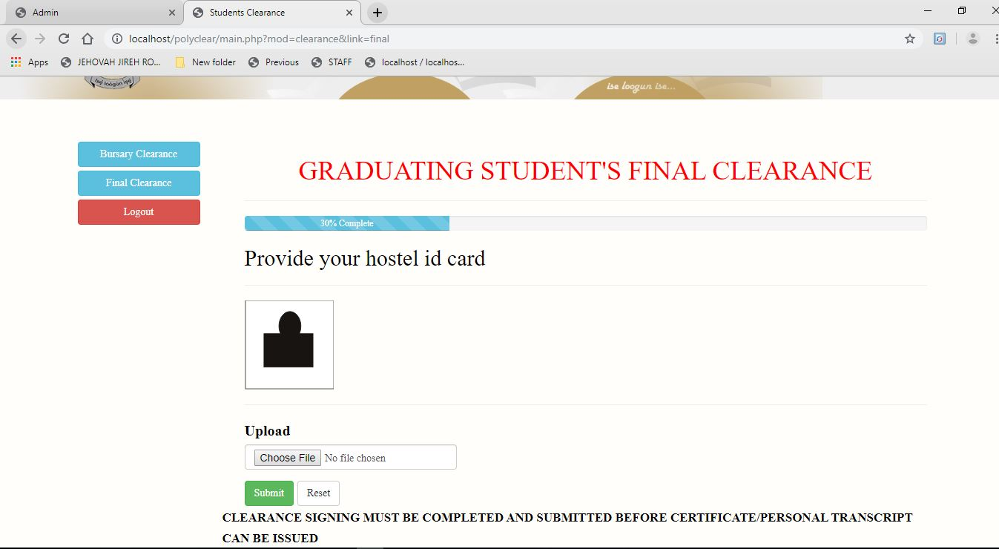 Admin
Students Clearance
localhost/polyclear/main.php?mod=clearance&link=final
Apps
JEHOVAH JIREH RO...
New folder
Previous
STAFF
localhost / localhos...
ise loogun ise...
Bursary Clearance
Final Clearance
Logout
GRADUATING STUDENT'S FINAL CLEARANCE
30% Complete
Provide your hostel id card
Upload
Choose File No file chosen
Submit
Reset
CLEARANCE SIGNING MUST BE COMPLETED AND SUBMITTED BEFORE CERTIFICATE/PERSONAL TRANSCRIPT
CAN BE ISSUED